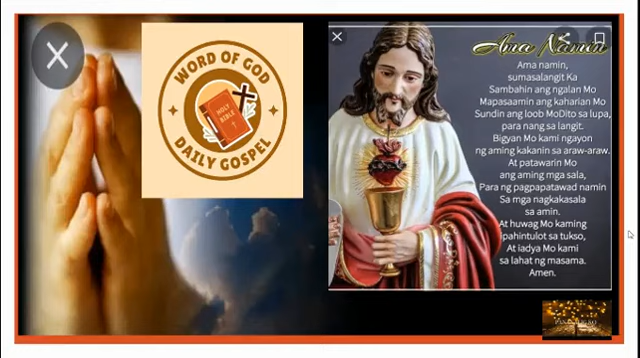 WORD OF GOD
HOLY BIBLE
DAILY GOSPEL
Ama Namin
Ama namin,
sumasalangit Ka
Sambahin ang ngalan Mo
Mapasaamin ang kaharian Mo
Sundin ang loob MoDito sa lupa,
para nang sa langit.
Bigyan Mo kami ngayon
ng aming kakanin sa araw-araw.
At patawarin Mo
ang aming mga sala,
Para ng pagpapatawad namin
Sa mga nagkakasala
sa amin.
At huwag Mo kaming
ipahintulot sa tukso,
At iadya Mo kami
sa lahat ng masama.
Amen.